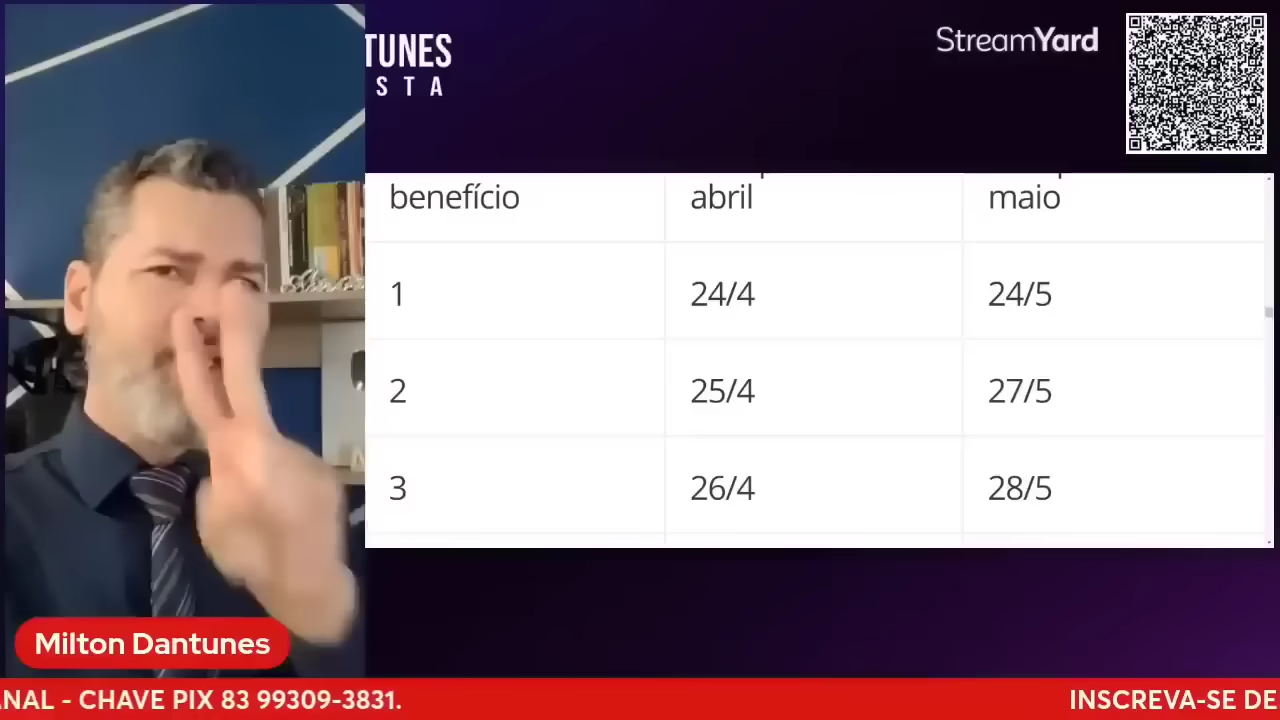 TUNES
STA
StreamYard
benefício abril maio
1 24/4 24/5
2 25/4 27/5
3 26/4 28/5
Milton Dantunes
ANAL - CHAVE PIX 83 99309-3831. INSCREVA-SE DE